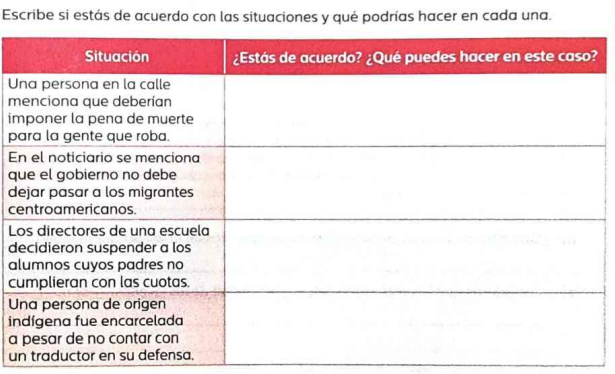 Escribe si estás de acuerdo con las situaciones y qué podrías hacer en cada una.
Situación
¿Estás de acuerdo? ¿Qué puedes hacer en este caso?
Una persona en la calle
menciona que deberían
imponer la pena de muerte
para la gente que roba.
En el noticiario se menciona
que el gobierno no debe
dejar pasar a los migrantes
centroamericanos.
Los directores de una escuela
decidieron suspender a los
alumnos cuyos padres no
cumplieran con las cuotas.
Una persona de origen
indígena fue encarcelada
a pesar de no contar con
un traductor en su defensa.